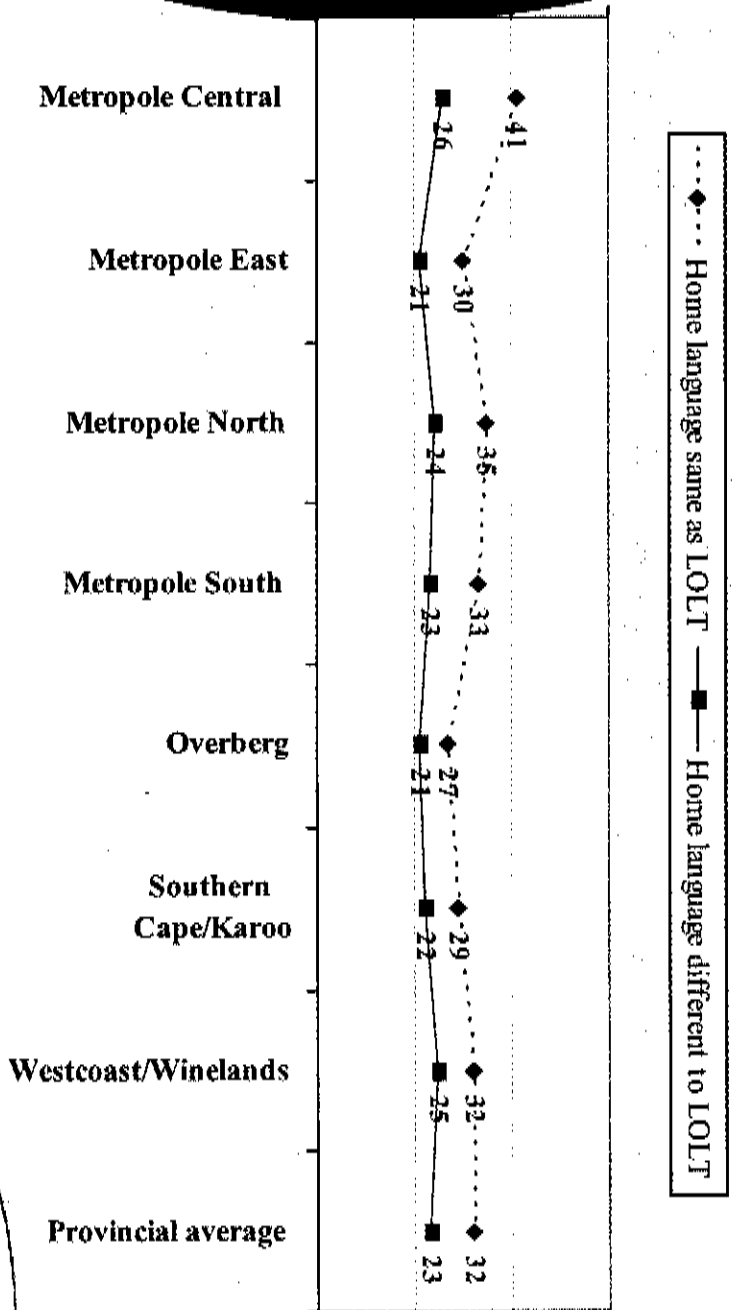 Home language same as LOLT Home language different to LOLT
Metropole Central 26 41
Metropole East 21 30
Metropole North 24 35
Metropole South 23 33
Overberg 21 27
Southern
Cape/Karoo 22 29
Westcoast/Winelands 25 32
Provincial average 23 32